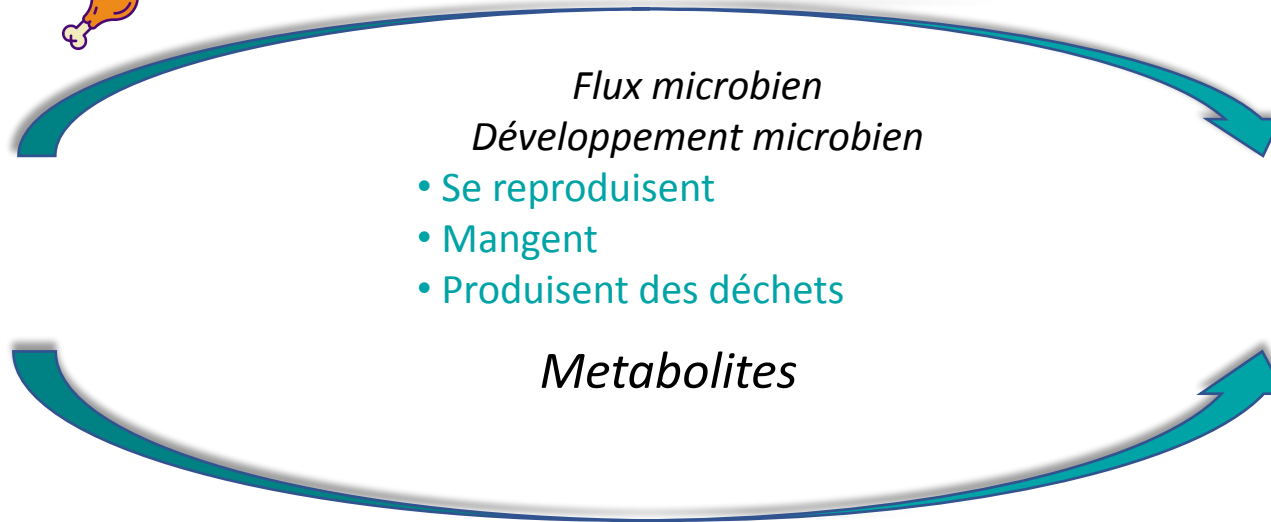 Flux microbien
Développement microbien
• Se reproduisent
• Mangent
• Produisent des déchets
Metabolites